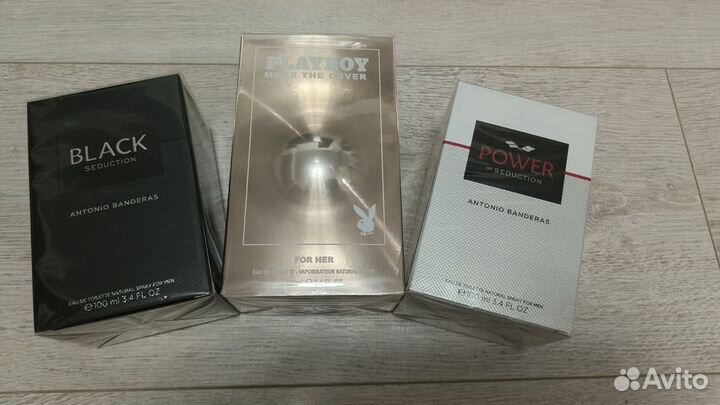 BLACK
SEDUCTION
ANTONIO BANDERAS
EAU DE TOILETTE NATURAL SPRAY FOR MEN
℮100 ml 3.4 FL OZ
PLAYBOY
MAKE THE COVER
FOR HER
EAU DE TOILETTE - VAPORISATEUR NATURAL SPRAY
POWER
OF SEDUCTION
ANTONIO BANDERAS
EAU DE TOILETTE NATURAL SPRAY FOR MEN
℮100 ml 3.4 FL OZ
Avito